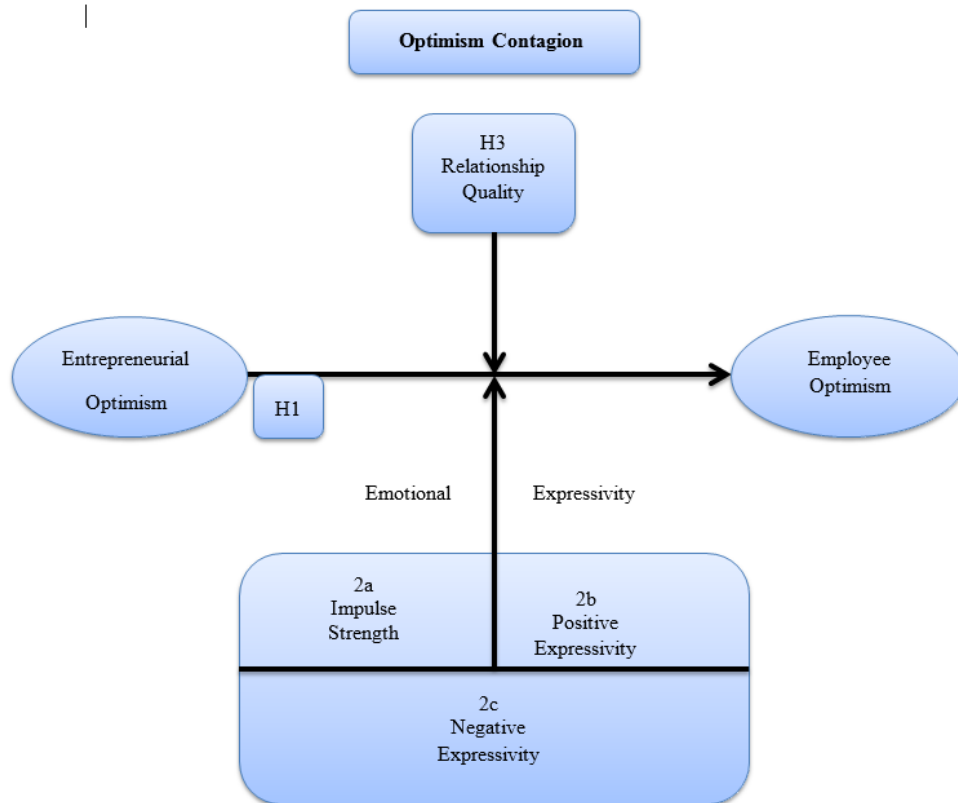 Optimism Contagion
H3
Relationship
Quality
Entrepreneurial
Optimism
H1
Employee
Optimism
Emotional Expressivity
2a
Impulse
Strength
2b
Positive
Expressivity
2c
Negative
Expressivity